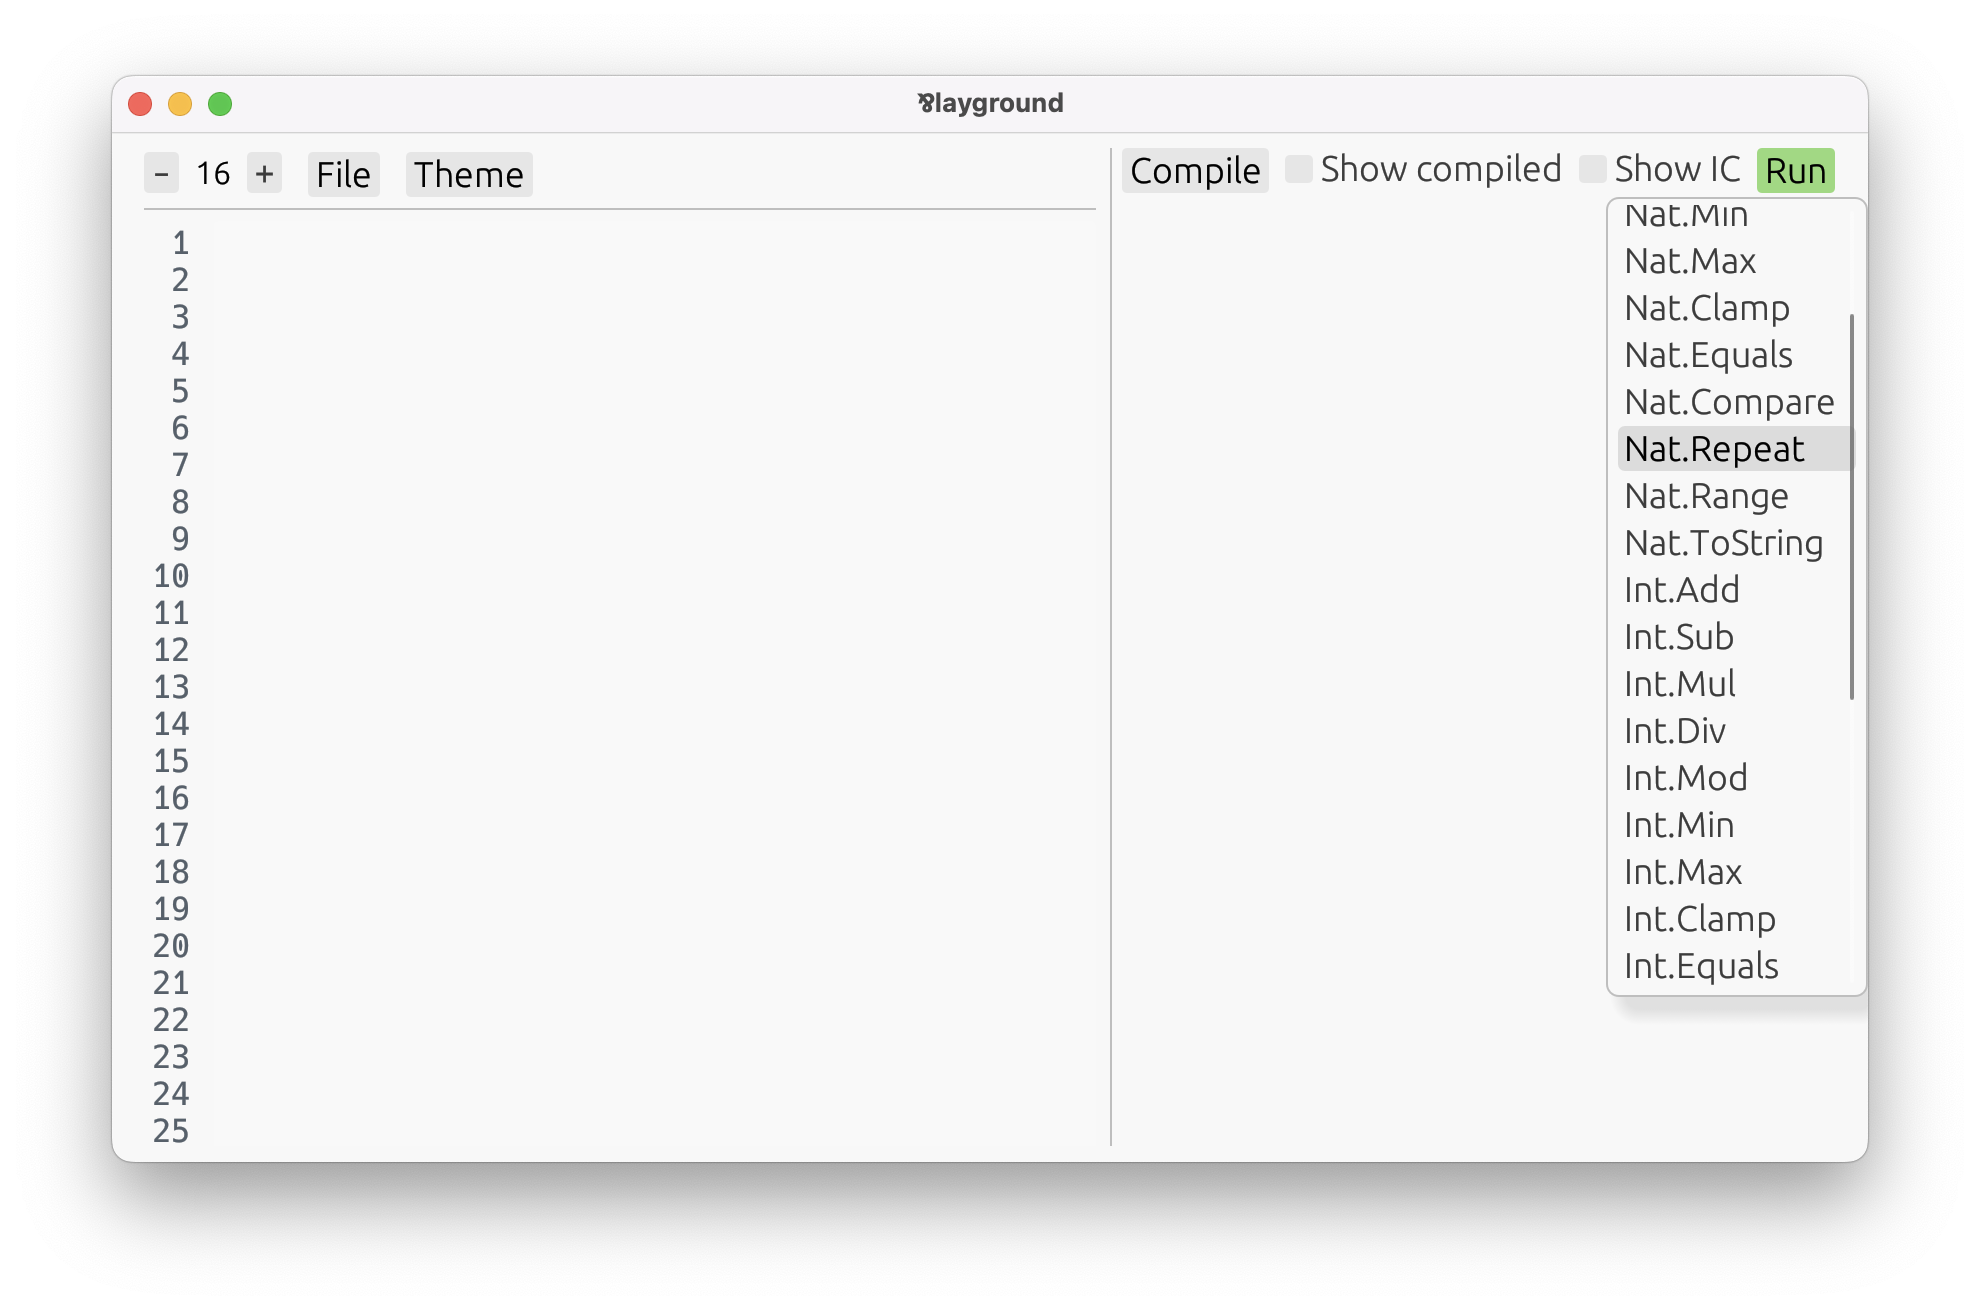 ⅋layground
- 16 + File Theme
Compile Show compiled Show IC Run
1
2
3
4
5
6
7
8
9
10
11
12
13
14
15
16
17
18
19
20
21
22
23
24
25
Nat.Min
Nat.Max
Nat.Clamp
Nat.Equals
Nat.Compare
Nat.Repeat
Nat.Range
Nat.ToString
Int.Add
Int.Sub
Int.Mul
Int.Div
Int.Mod
Int.Min
Int.Max
Int.Clamp
Int.Equals